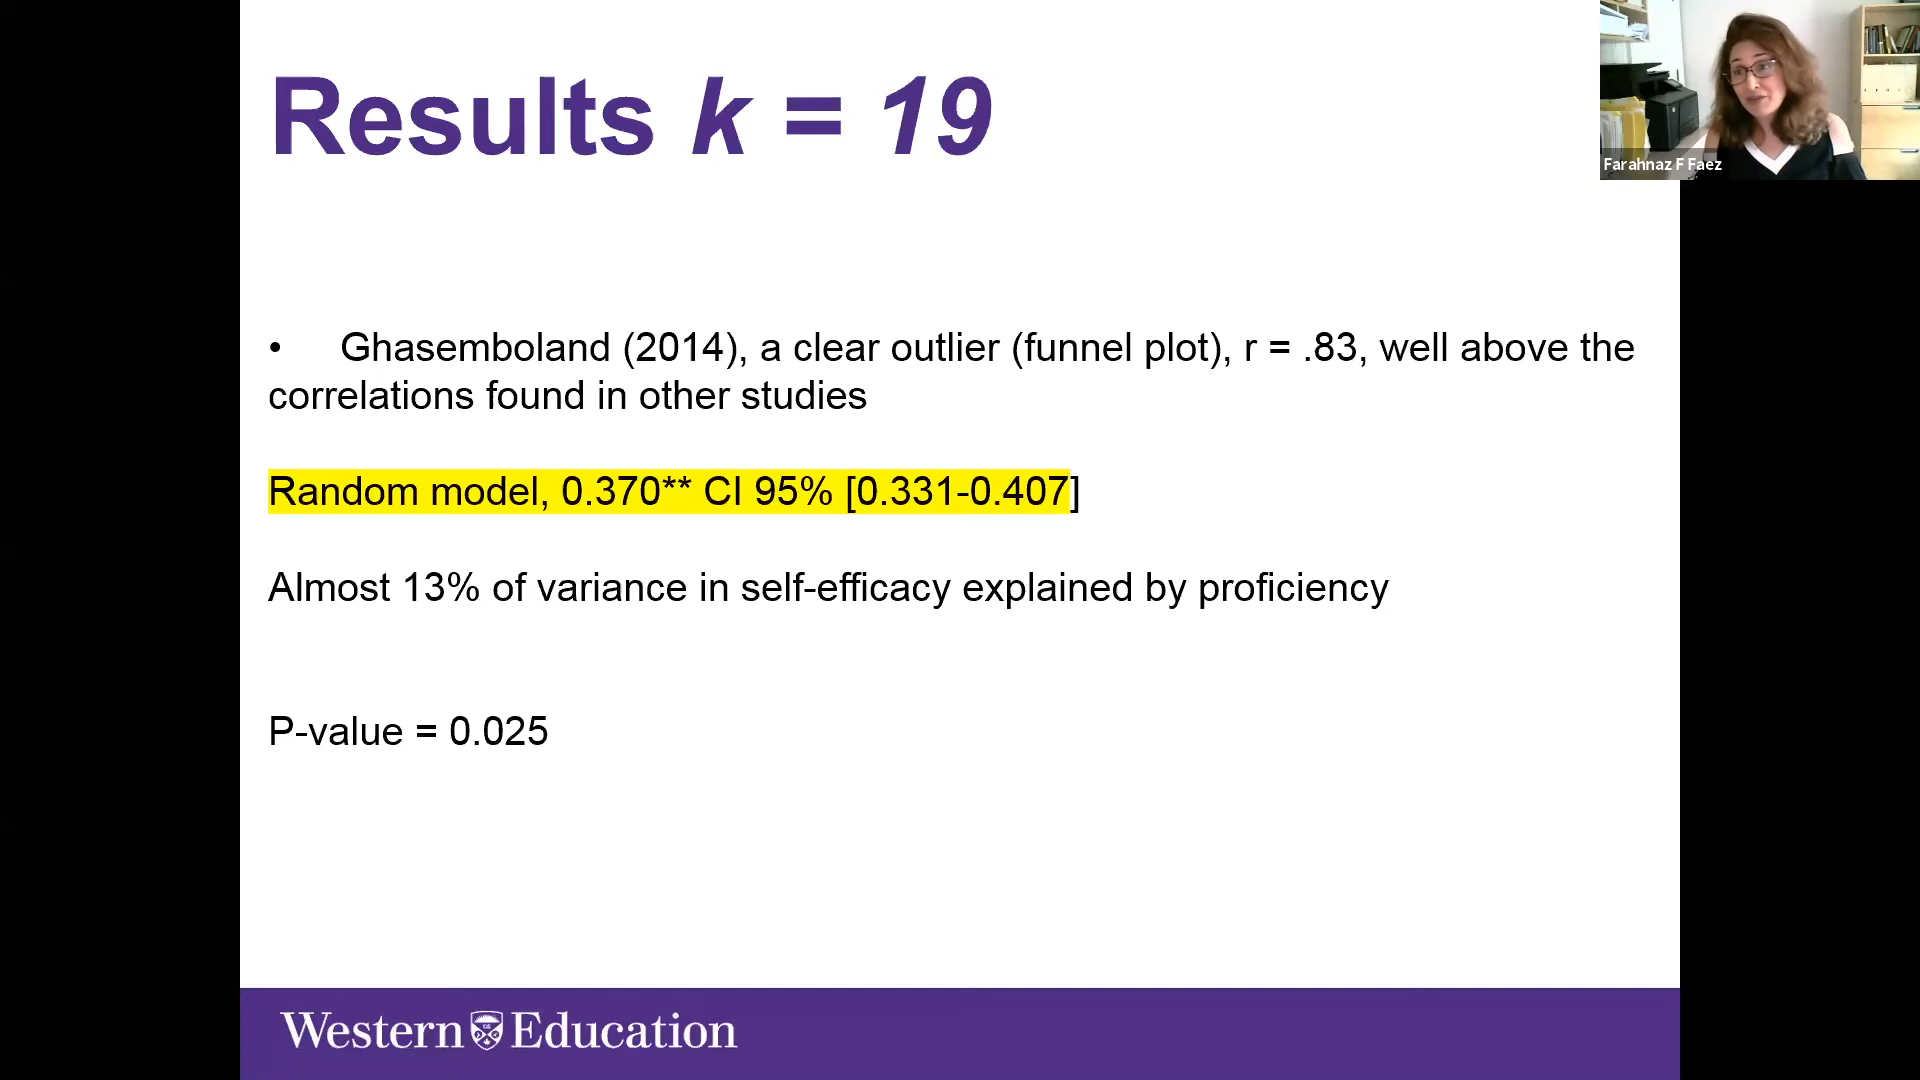 Results k = 19
Farahnaz F Faez
• Ghasemboland (2014), a clear outlier (funnel plot), r = .83, well above the
correlations found in other studies
Random model, 0.370** CI 95% [0.331-0.407]
Almost 13% of variance in self-efficacy explained by proficiency
P-value = 0.025
Western Education